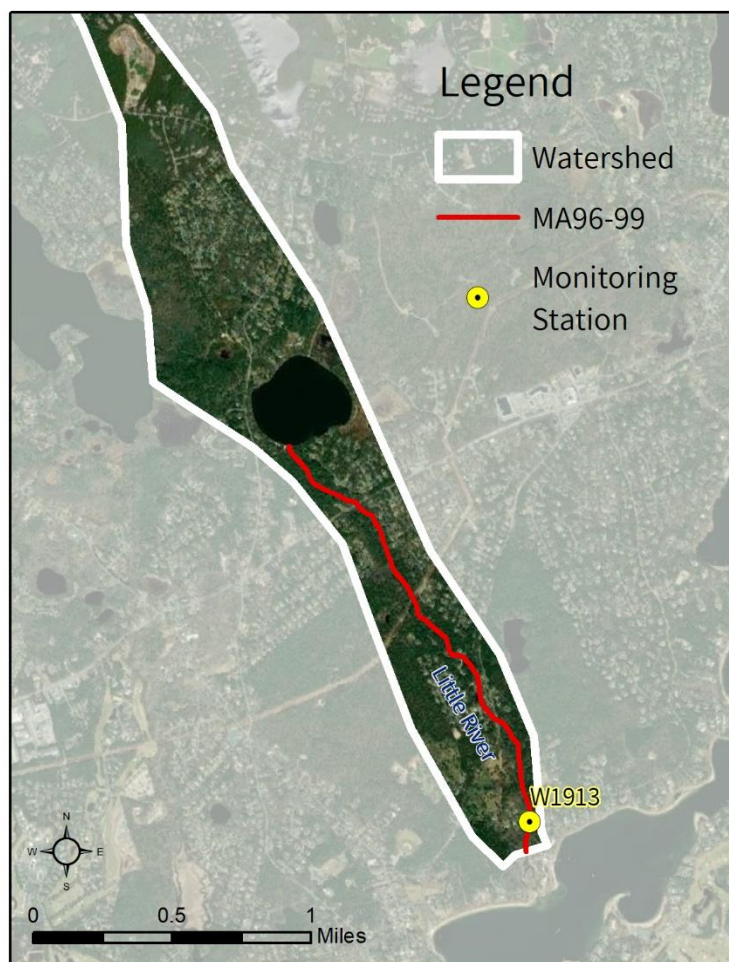 Legend
Watershed
MA96-99
Monitoring
Station
Little River
W1913
N
W E
S
0 0.5 1
Miles